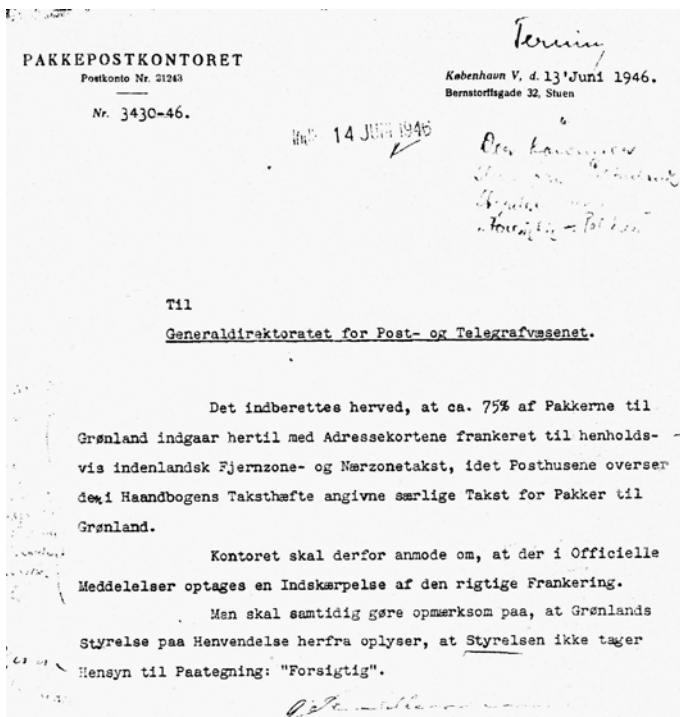 Terning
PAKKEPOSTKONTORET
Postkonto Nr. 21243
Nr. 3430-46.
København V, d. 13' Juni 1946.
Bernstorffsgade 32, Stuen
14 JUNI 1946
Til
Generaldirektoratet for Post- og Telegrafvæsenet.
Det indberettes herved, at ca. 75% af Pakkerne til
Grønland indgaar hertil med Adressekortene frankeret til henholds-
vis indenlandsk Fjernzone- og Nærzonetakst, idet Posthusene overser
den i Haandbogens Taksthæfte angivne særlige Takst for Pakker til
Grønland.
Kontoret skal derfor anmode om, at der i Officielle
Meddelelser optages en Indskærpelse af den rigtige Frankering.
Man skal samtidig gøre opmærksom paa, at Grønlands
Styrelse paa Henvendelse herfra oplyser, at Styrelsen ikke tager
Hensyn til Paategning: "Forsigtig".